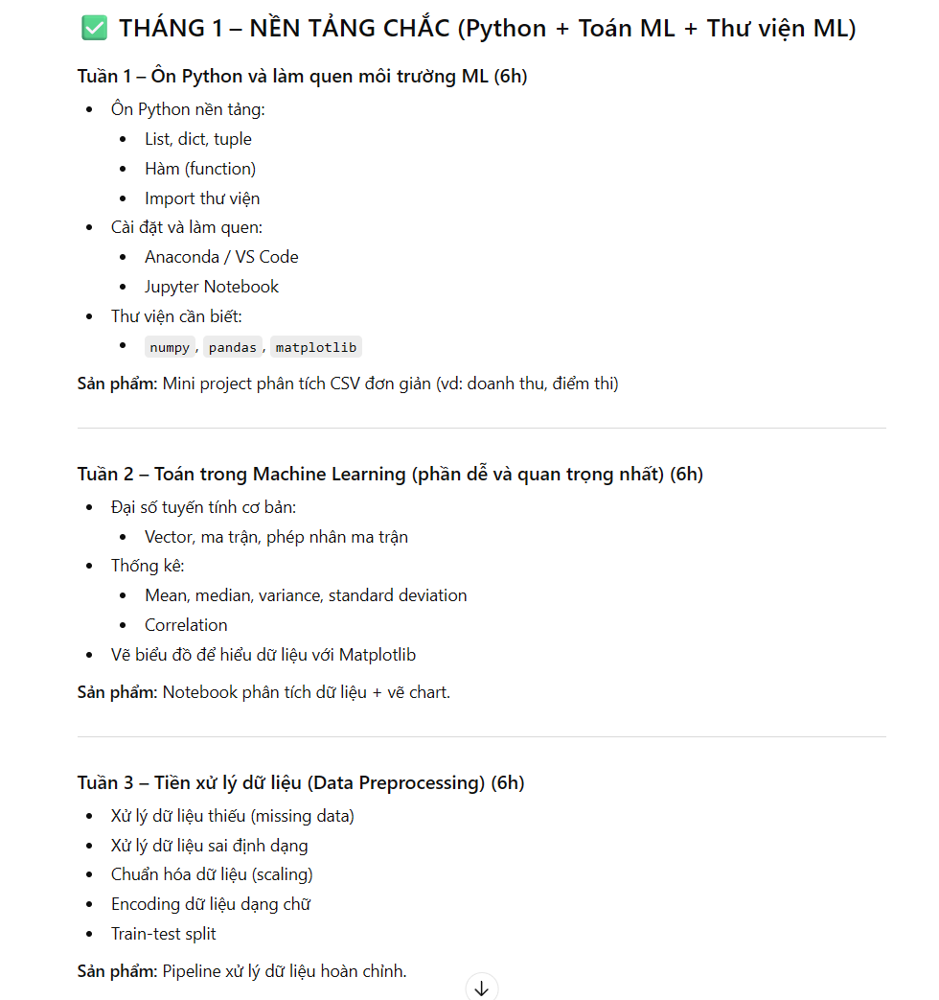 ✅ THÁNG 1 – NỀN TẢNG CHẮC (Python + Toán ML + Thư viện ML)
Tuần 1 – Ôn Python và làm quen môi trường ML (6h)
• Ôn Python nền tảng:
• List, dict, tuple
• Hàm (function)
• Import thư viện
• Cài đặt và làm quen:
• Anaconda / VS Code
• Jupyter Notebook
• Thư viện cần biết:
• numpy, pandas, matplotlib
Sản phẩm: Mini project phân tích CSV đơn giản (vd: doanh thu, điểm thi)
Tuần 2 – Toán trong Machine Learning (phần dễ và quan trọng nhất) (6h)
• Đại số tuyến tính cơ bản:
• Vector, ma trận, phép nhân ma trận
• Thống kê:
• Mean, median, variance, standard deviation
• Correlation
• Vẽ biểu đồ để hiểu dữ liệu với Matplotlib
Sản phẩm: Notebook phân tích dữ liệu + vẽ chart.
Tuần 3 – Tiền xử lý dữ liệu (Data Preprocessing) (6h)
• Xử lý dữ liệu thiếu (missing data)
• Xử lý dữ liệu sai định dạng
• Chuẩn hóa dữ liệu (scaling)
• Encoding dữ liệu dạng chữ
• Train-test split
Sản phẩm: Pipeline xử lý dữ liệu hoàn chỉnh.